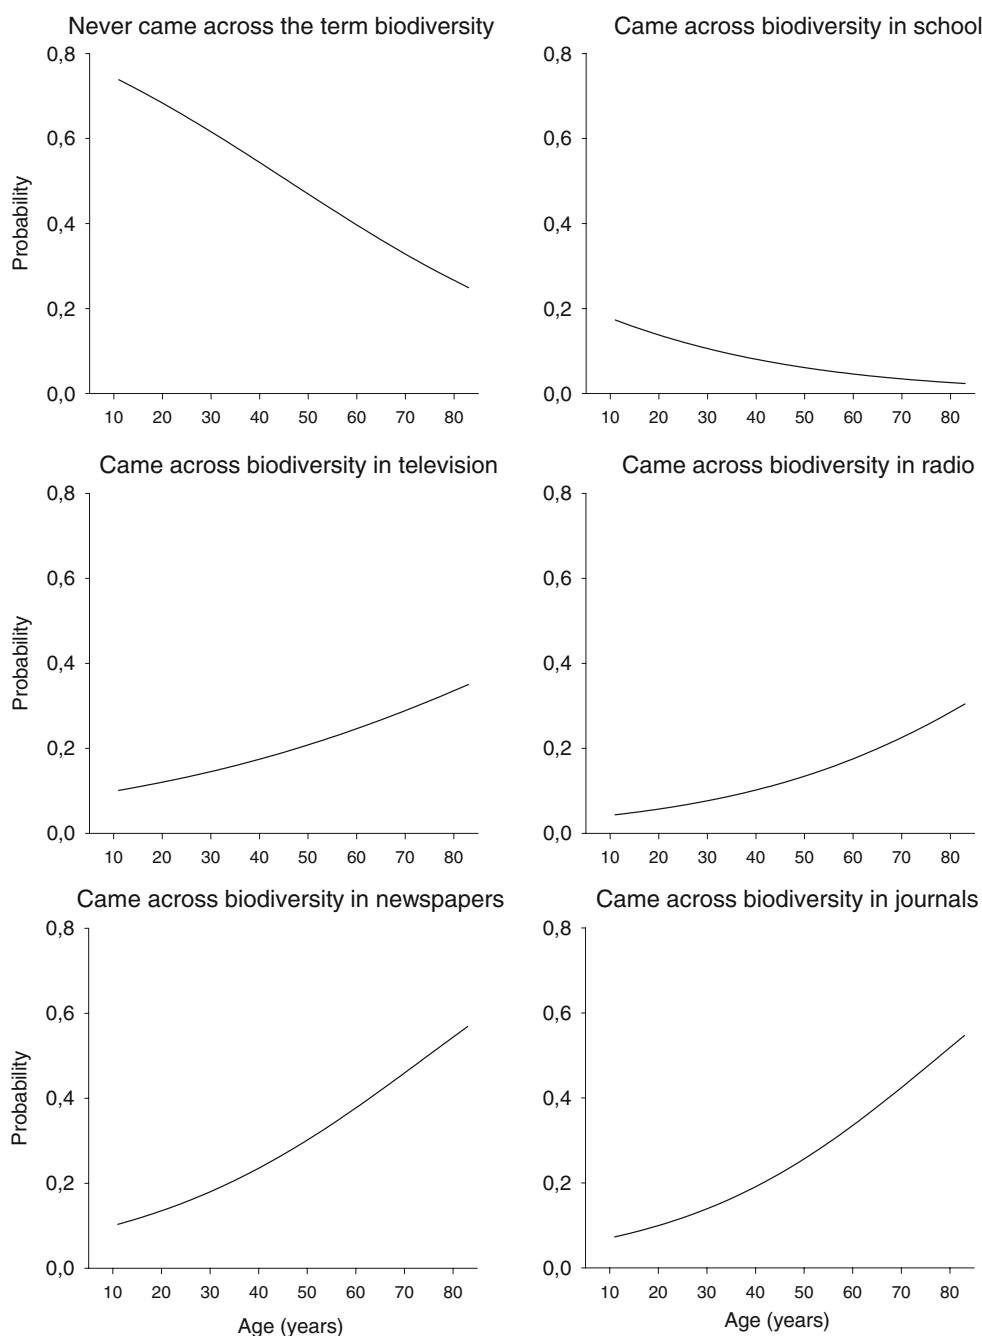 Never came across the term biodiversity
Came across biodiversity in school
0,8
0,6
0,4
0,2
0,0
Probability
10 20 30 40 50 60 70 80
0,8
0,6
0,4
0,2
0,0
10 20 30 40 50 60 70 80
Came across biodiversity in television
Came across biodiversity in radio
0,8
0,6
0,4
0,2
0,0
Probability
10 20 30 40 50 60 70 80
0,8
0,6
0,4
0,2
0,0
10 20 30 40 50 60 70 80
Came across biodiversity in newspapers
Came across biodiversity in journals
0,8
0,6
0,4
0,2
0,0
Probability
10 20 30 40 50 60 70 80
Age (years)
0,8
0,6
0,4
0,2
0,0
10 20 30 40 50 60 70 80
Age (years)